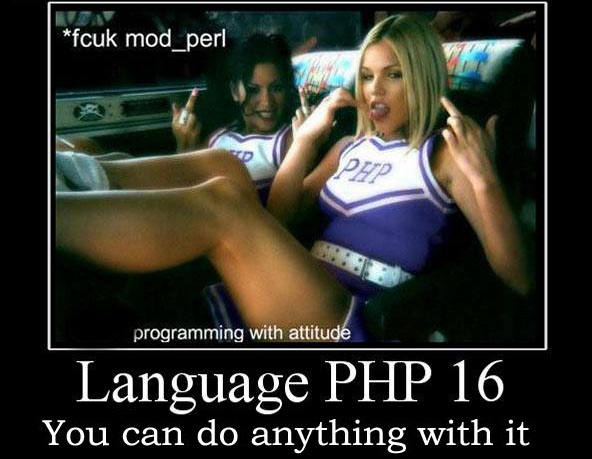 *fcuk mod_perl
PHP
programming with attitude
Language PHP 16
You can do anything with it